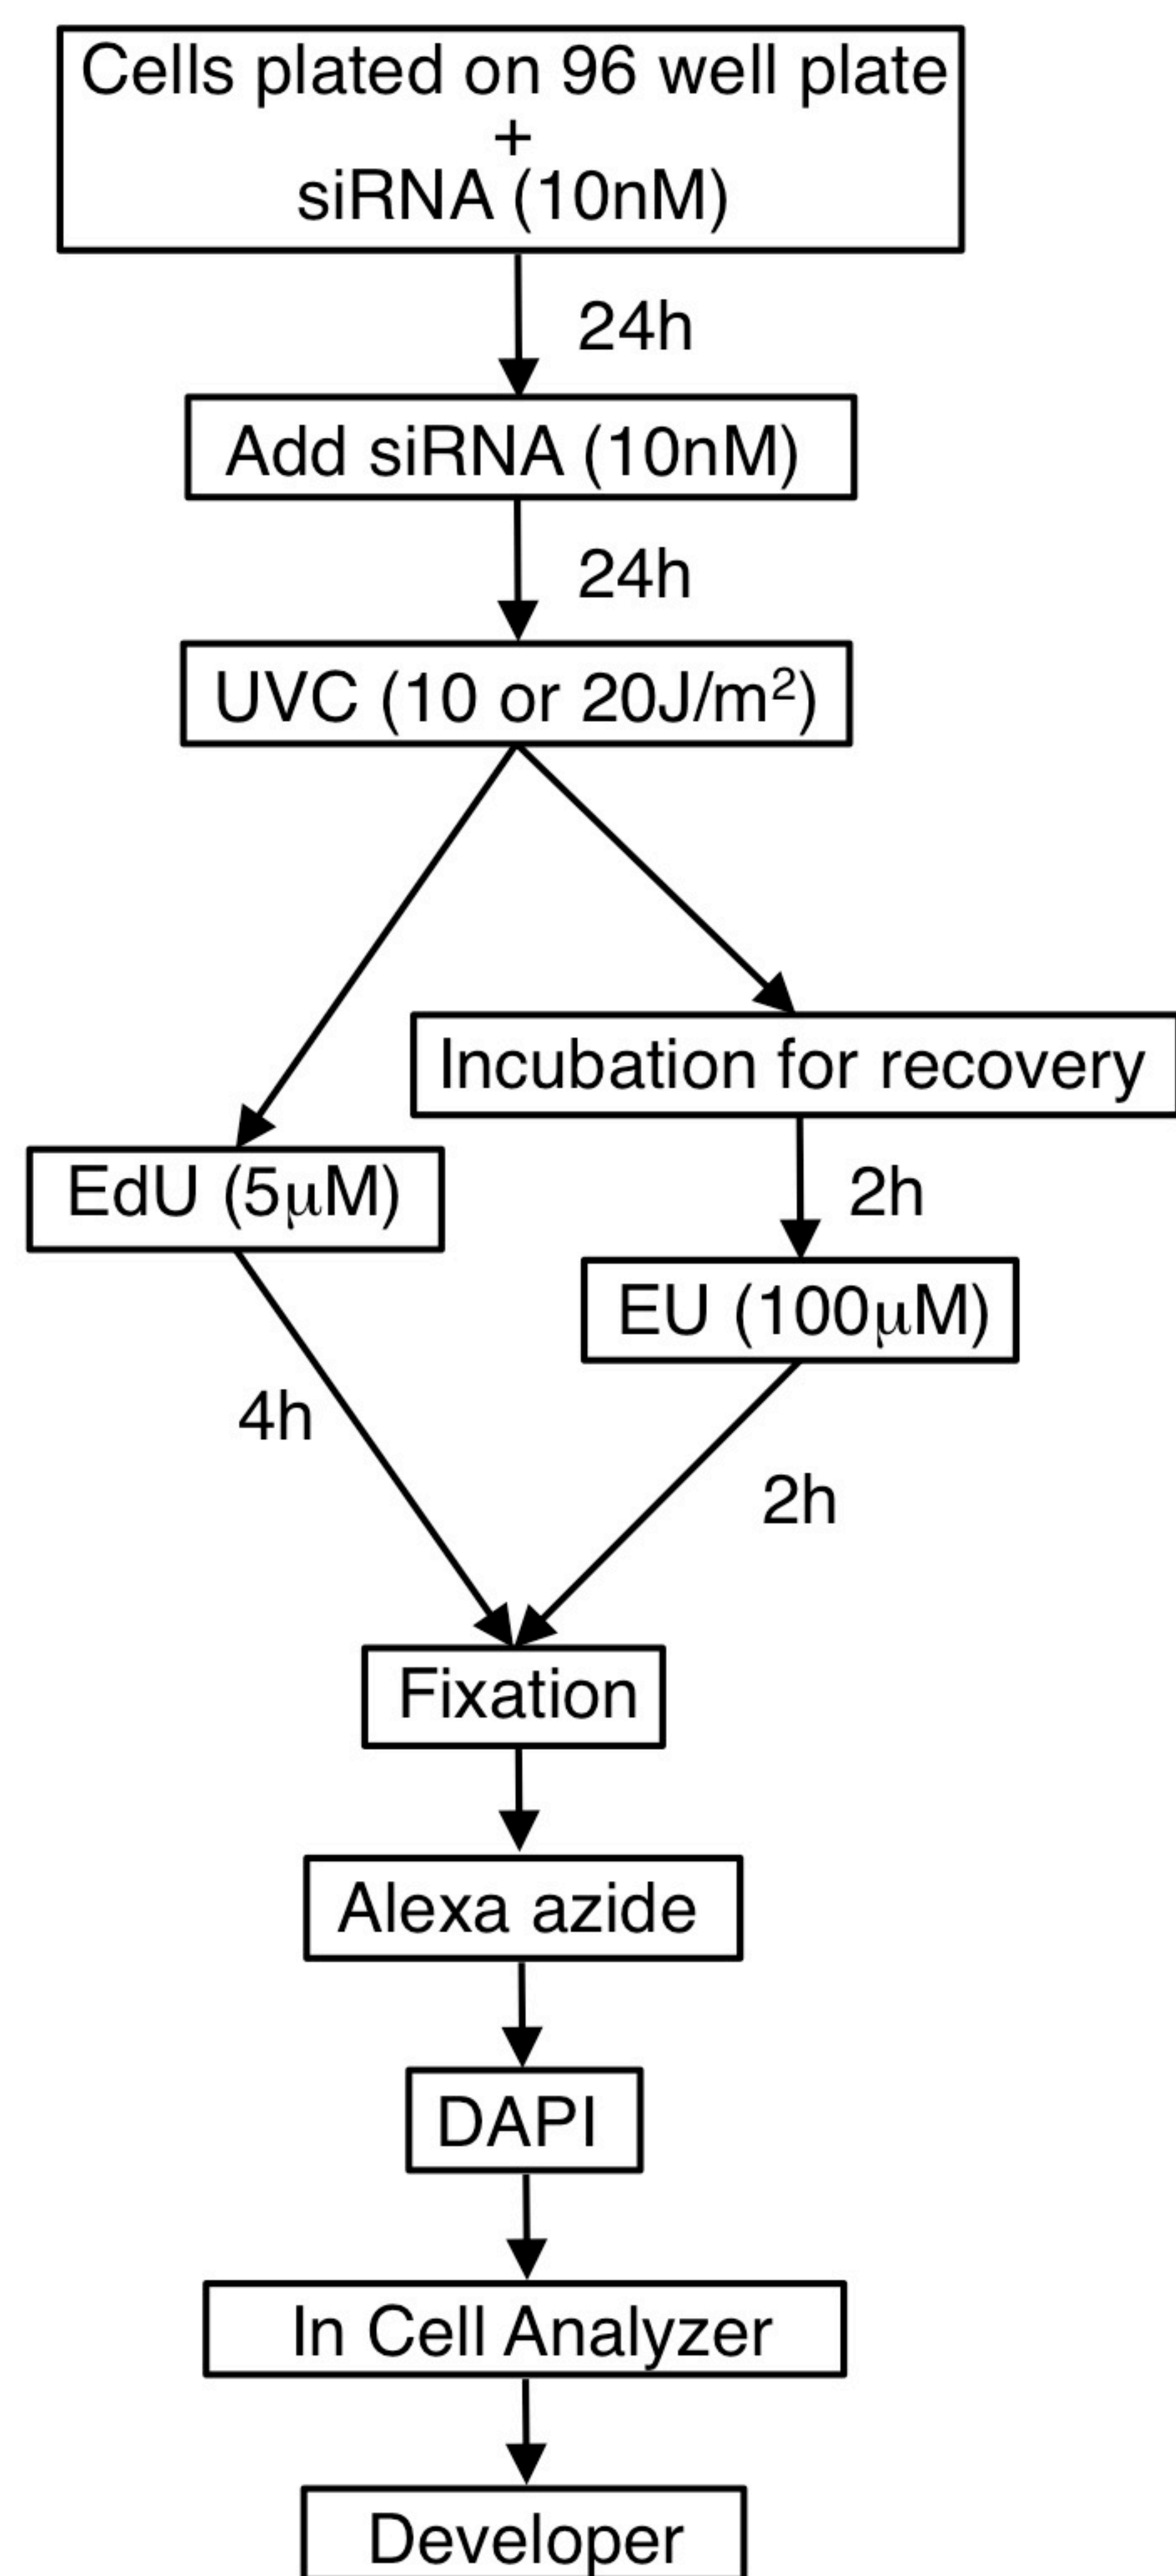 Cells plated on 96 well plate
+
siRNA (10nM)
24h
Add siRNA (10nM)
24h
UVC (10 or 20J/m²)
Incubation for recovery
EdU (5μM)
2h
EU (100μM)
4h
2h
Fixation
Alexa azide
DAPI
In Cell Analyzer
Developer